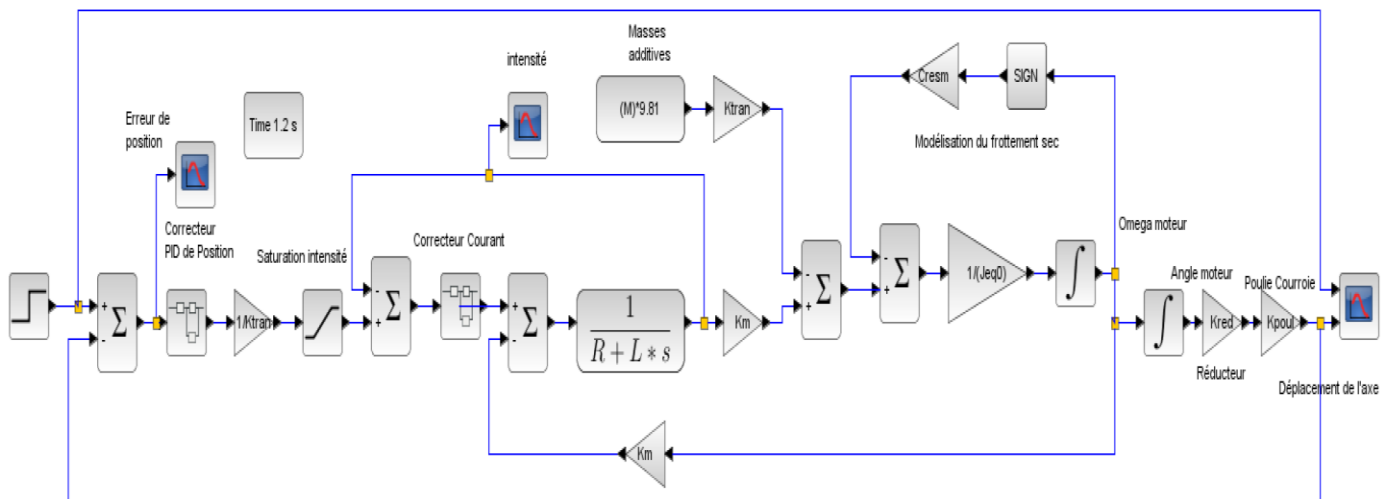 Masses
additives
intensité
Cresm
SIGN
(M)*9.81
Ktran
Erreur de
position
Time 1.2 s
Modélisation du frottement sec
Correcteur
PID de Position
Saturation intensité
Correcteur Courant
Omega moteur
Angle moteur
Poulie Courroie
+
-
Σ
1/Ktran
-
+
Σ
+
-
Σ
1
R + L * s
Km
-
+
Σ
-
+
Σ
1/(Jeq0)
∫
∫
Kred
Kpoul
Réducteur
Déplacement de l'axe
Km